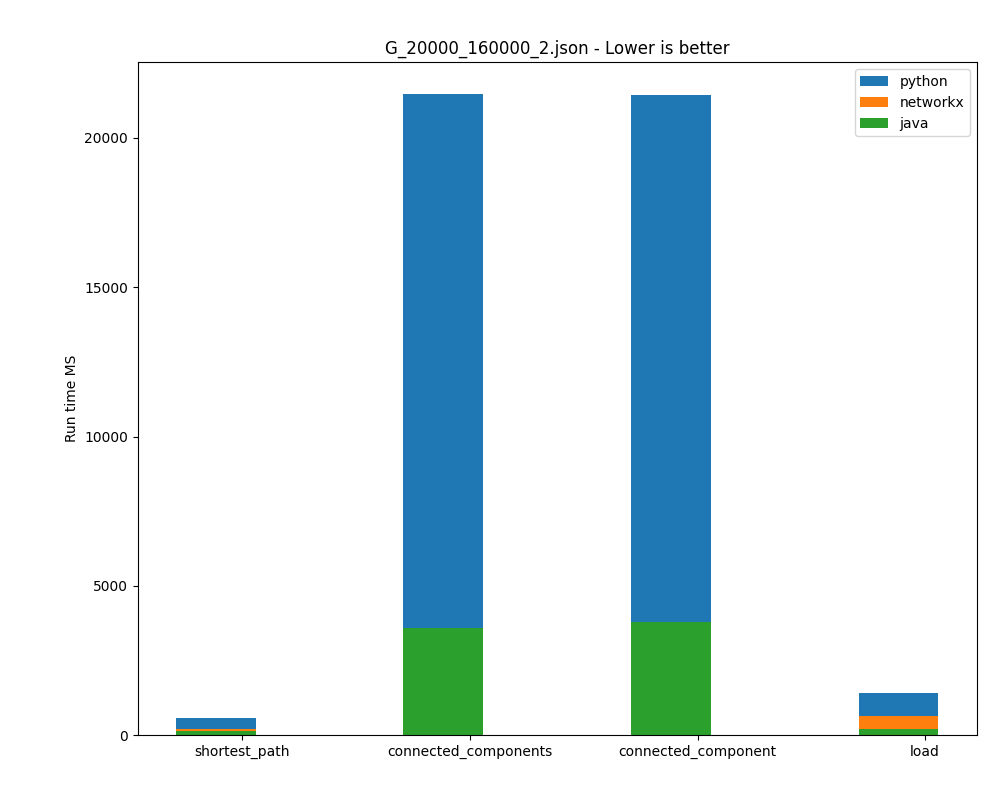 G_20000_160000_2.json - Lower is better
python
networkx
java
Run time MS
20000
15000
10000
5000
0
shortest_path
connected_components
connected_component
load